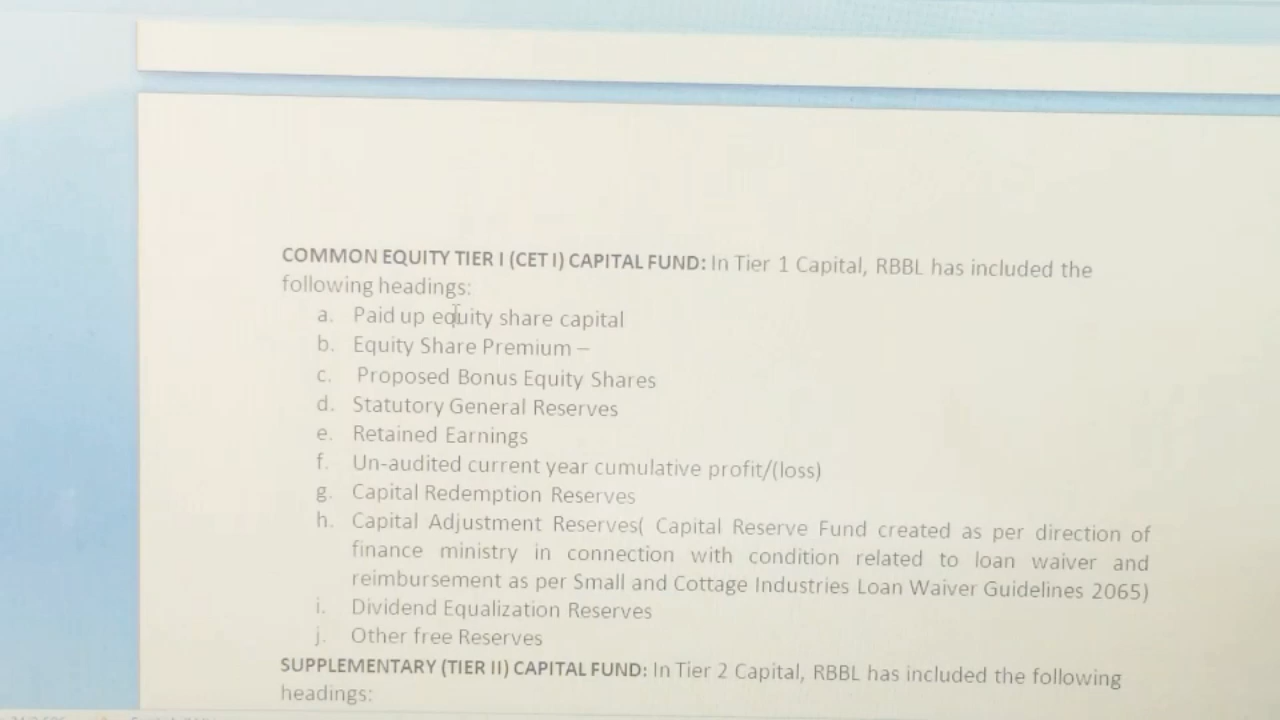 COMMON EQUITY TIER I (CET I) CAPITAL FUND: In Tier 1 Capital, RBBL has included the
following headings:
a. Paid up equity share capital
b. Equity Share Premium –
c. Proposed Bonus Equity Shares
d. Statutory General Reserves
e. Retained Earnings
f. Un-audited current year cumulative profit/(loss)
g. Capital Redemption Reserves
h. Capital Adjustment Reserves( Capital Reserve Fund created as per direction of
finance ministry in connection with condition related to loan waiver and
reimbursement as per Small and Cottage Industries Loan Waiver Guidelines 2065)
i. Dividend Equalization Reserves
j. Other free Reserves
SUPPLEMENTARY (TIER II) CAPITAL FUND: In Tier 2 Capital, RBBL has included the following
headings: